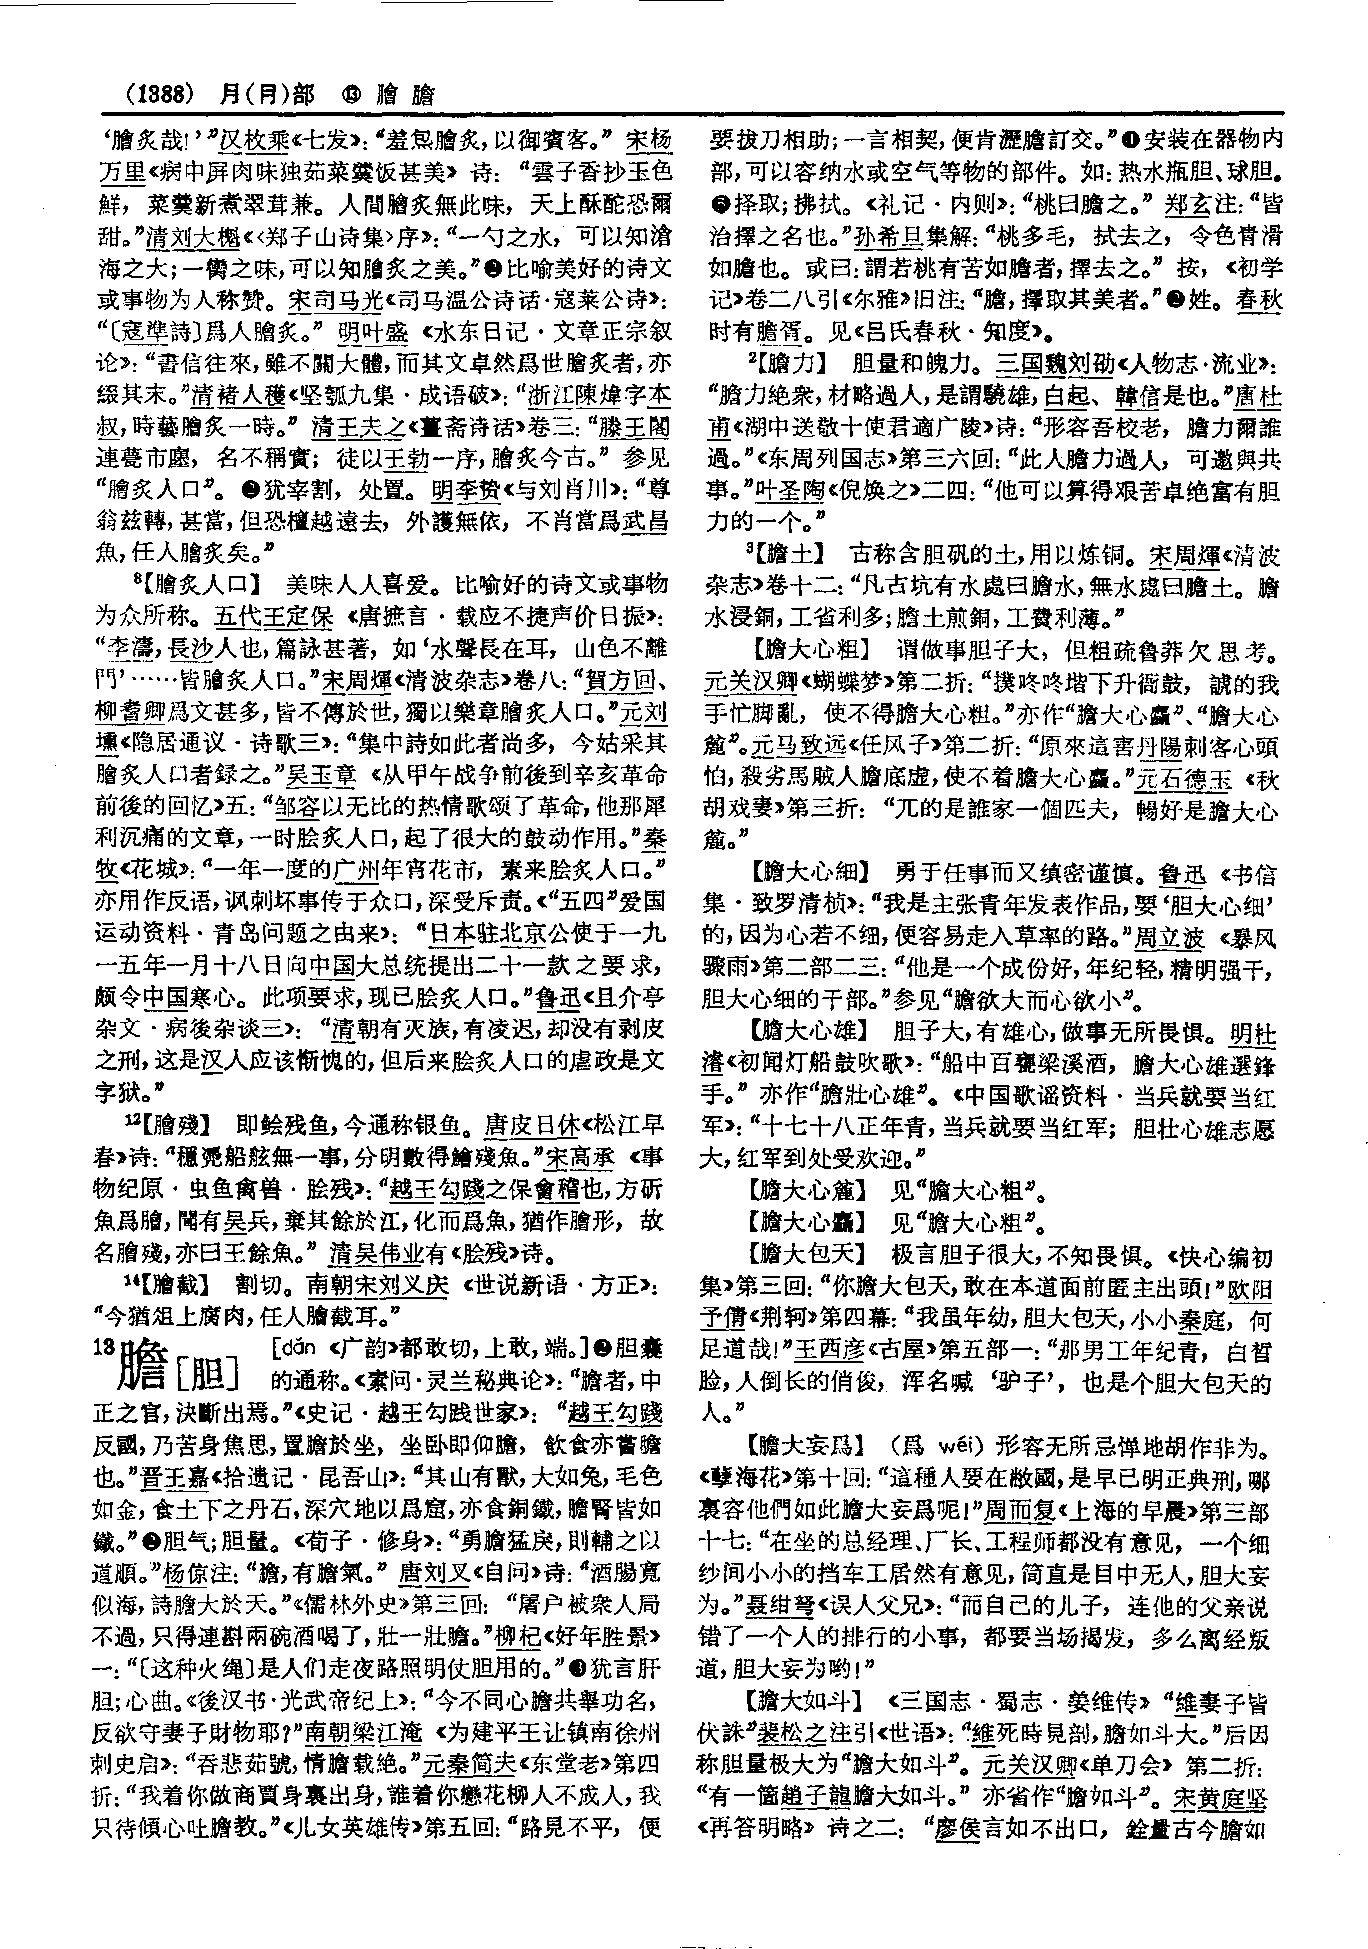 (1388) 月(⺼)部 ⓭ 膾膽
‘膾炙哉!’”汉枚乘《七发》：“羞炰膾炙，以御賓客。” 宋杨
万里《病中屏肉味独茹菜羹饭甚美》诗：“雲子香抄玉色
鮮，菜羹新煮翠茸兼。人間膾炙無此味，天上酥酡恐爾
甜。”清刘大櫆《〈郑子山诗集〉序》：“一勺之水，可以知滄
海之大；一臠之味，可以知膾炙之美。”❷比喻美好的诗文
或事物为人称赞。宋司马光《司马温公诗话·寇莱公诗》：
“〔寇準詩〕爲人膾炙。” 明叶盛《水东日记·文章正宗叙
论》：“書信往來，雖不關大體，而其文卓然爲世膾炙者，亦
缀其末。”清褚人穫《坚瓠九集·成语破》：“浙江陳煒字本
叔，時藝膾炙一時。” 清王夫之《薑斋诗话》卷三：“滕王閣
連甍市廛，名不稱實；徒以王勃一序，膾炙今古。” 参见
“膾炙人口”。❸犹宰割，处置。明李贽《与刘肖川》：“尊
翁兹轉，甚當，但恐檀越遠去，外護無依，不肖當爲武昌
魚，任人膾炙矣。”
⁸【膾炙人口】 美味人人喜爱。比喻好的诗文或事物
为众所称。五代王定保《唐摭言·载应不捷声价日振》：
“李濤，長沙人也，篇詠甚著，如‘水聲長在耳，山色不離
門’……皆膾炙人口。”宋周煇《清波杂志》卷八：“賀方回、
柳耆卿爲文甚多，皆不傳於世，獨以樂章膾炙人口。”元刘
壎《隐居通议·诗歌三》：“集中詩如此者尚多，今姑采其
膾炙人口者録之。”吴玉章《从甲午战争前後到辛亥革命
前後的回忆》五：“邹容以无比的热情歌颂了革命，他那犀
利沉痛的文章，一时脍炙人口，起了很大的鼓动作用。”秦
牧《花城》：“一年一度的广州年宵花市，素来脍炙人口。”
亦用作反语，讽刺坏事传于众口，深受斥责。《“五四”爱国
运动资料·青岛问题之由来》：“日本驻北京公使于一九
一五年一月十八日向中国大总统提出二十一款之要求，
颇令中国寒心。此项要求，现已脍炙人口。”鲁迅《且介亭
杂文·病後杂谈三》：“清朝有灭族，有凌迟，却没有剥皮
之刑，这是汉人应该惭愧的，但后来脍炙人口的虐政是文
字狱。”
¹²【膾殘】 即鲙残鱼，今通称银鱼。唐皮日休《松江早
春》诗：“穩凭船舷無一事，分明數得鱠殘魚。”宋高承《事
物纪原·虫鱼禽兽·脍残》：“越王勾踐之保會稽也，方斫
魚爲膾，聞有吴兵，棄其餘於江，化而爲魚，猶作膾形，故
名膾殘，亦曰王餘魚。” 清吴伟业有《脍残》诗。
¹⁴【膾截】 割切。南朝宋刘义庆《世说新语·方正》：
“今猶俎上腐肉，任人膾截耳。”
13膽［胆］ [dǎn《广韵》都敢切，上敢，端。]❶胆囊
的通称。《素问·灵兰秘典论》：“膽者，中
正之官，決斷出焉。”《史记·越王勾践世家》：“越王勾踐
反國，乃苦身焦思，置膽於坐，坐卧即仰膽，飲食亦嘗膽
也。”晋王嘉《拾遗记·昆吾山》：“其山有獸，大如兔，毛色
如金，食土下之丹石，深穴地以爲窟，亦食銅鐵，膽腎皆如
鐵。”❷胆气；胆量。《荀子·修身》：“勇膽猛戾，則輔之以
道順。”杨倞注：“膽，有膽氣。” 唐刘叉《自问》诗：“酒腸寬
似海，詩膽大於天。”《儒林外史》第三回：“屠户被衆人局
不過，只得連斟兩碗酒喝了，壯一壯膽。”柳杞《好年胜景》
一：“〔这种火绳〕是人们走夜路照明仗胆用的。”❸犹言肝
胆；心曲。《後汉书·光武帝纪上》：“今不同心膽共舉功名，
反欲守妻子財物耶？”南朝梁江淹《为建平王让镇南徐州
刺史启》：“吞悲茹號，情膽载絶。”元秦简夫《东堂老》第四
折：“我着你做商賈身裏出身，誰着你戀花柳人不成人，我
只待傾心吐膽教。”《儿女英雄传》第五回：“路見不平，便
要拔刀相助；一言相契，便肯瀝膽訂交。”❹安装在器物内
部，可以容纳水或空气等物的部件。如：热水瓶胆、球胆。
❺择取；拂拭。《礼记·内则》：“桃曰膽之。” 郑玄注：“皆
治擇之名也。”孙希旦集解：“桃多毛，拭去之，令色青滑
如膽也。或曰：謂若桃有苦如膽者，擇去之。” 按，《初学
记》卷二八引《尔雅》旧注：“膽，擇取其美者。”❻姓。春秋
时有膽胥。见《吕氏春秋·知度》。
²【膽力】 胆量和魄力。三国魏刘劭《人物志·流业》：
“膽力絶衆，材略過人，是謂驍雄，白起、韓信是也。”唐杜
甫《湖中送敬十使君適广陵》诗：“形容吾校老，膽力爾誰
過。”《东周列国志》第三六回：“此人膽力過人，可邀與共
事。”叶圣陶《倪焕之》二四：“他可以算得艰苦卓绝富有胆
力的一个。”
³【膽土】 古称含胆矾的土，用以炼铜。宋周煇《清波
杂志》卷十二：“凡古坑有水處曰膽水，無水處曰膽土。膽
水浸銅，工省利多；膽土煎銅，工費利薄。”
【膽大心粗】 谓做事胆子大，但粗疏鲁莽欠思考。
元关汉卿《蝴蝶梦》第二折：“撲咚咚堦下升衙鼓，諕的我
手忙脚亂，使不得膽大心粗。”亦作“膽大心麤”、“膽大心
麄”。元马致远《任风子》第二折：“原來這害丹陽刺客心頭
怕，殺劣馬賊人膽底虚，使不着膽大心麤。”元石德玉《秋
胡戏妻》第三折：“兀的是誰家一個匹夫，暢好是膽大心
麄。”
【膽大心細】 勇于任事而又缜密谨慎。鲁迅《书信
集·致罗清桢》：“我是主张青年发表作品，要‘胆大心细’
的，因为心若不细，便容易走入草率的路。”周立波《暴风
骤雨》第二部二三：“他是一个成份好，年纪轻，精明强干，
胆大心细的干部。”参见“膽欲大而心欲小”。
【膽大心雄】 胆子大，有雄心，做事无所畏惧。明杜
濬《初闻灯船鼓吹歌》：“船中百甕梁溪酒，膽大心雄選鋒
手。” 亦作“膽壯心雄”。《中国歌谣资料·当兵就要当红
军》：“十七十八正年青，当兵就要当红军；胆壮心雄志愿
大，红军到处受欢迎。”
【膽大心麄】 见“膽大心粗”。
【膽大心麤】 见“膽大心粗”。
【膽大包天】 极言胆子很大，不知畏惧。《快心编初
集》第三回：“你膽大包天，敢在本道面前匿主出頭！”欧阳
予倩《荆轲》第四幕：“我虽年幼，胆大包天，小小秦庭，何
足道哉！”王西彦《古屋》第五部一：“那男工年纪青，白皙
脸，人倒长的俏俊，浑名喊‘驴子’，也是个胆大包天的
人。”
【膽大妄爲】（爲 wéi）形容无所忌惮地胡作非为。
《孽海花》第十回：“這種人要在敝國，是早已明正典刑，哪
裏容他們如此膽大妄爲呢！”周而复《上海的早晨》第三部
十七：“在坐的总经理、厂长、工程师都没有意见，一个细
纱间小小的挡车工居然有意见，简直是目中无人，胆大妄
为。”聂绀弩《误人父兄》：“而自己的儿子，连他的父亲说
错了一个人的排行的小事，都要当场揭发，多么离经叛
道，胆大妄为哟！”
【膽大如斗】 《三国志·蜀志·姜维传》“維妻子皆
伏誅”裴松之注引《世语》：“維死時見剖，膽如斗大。”后因
称胆量极大为“膽大如斗”。元关汉卿《单刀会》第二折：
“有一箇趙子龍膽大如斗。” 亦省作“膽如斗”。宋黄庭坚
《再答明略》诗之二：“廖侯言如不出口，銓量古今膽如